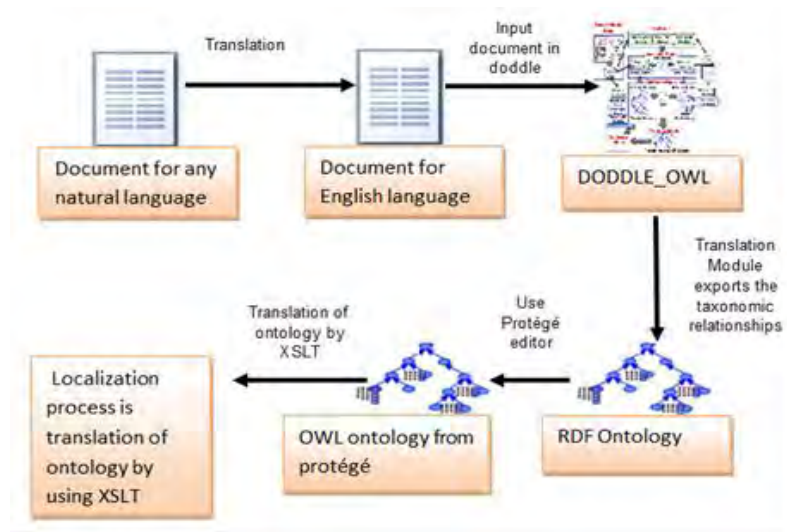 Translation
Input
document in
doddle
Document for any
natural language
Document for
English language
DODDLE_OWL
Translation
Module
exports the
taxonomic
relationships
Use
Protégé
editor
Translation of
ontology by
XSLT
RDF Ontology
OWL ontology from
protégé
Localization
process is
translation of
ontology by
using XSLT